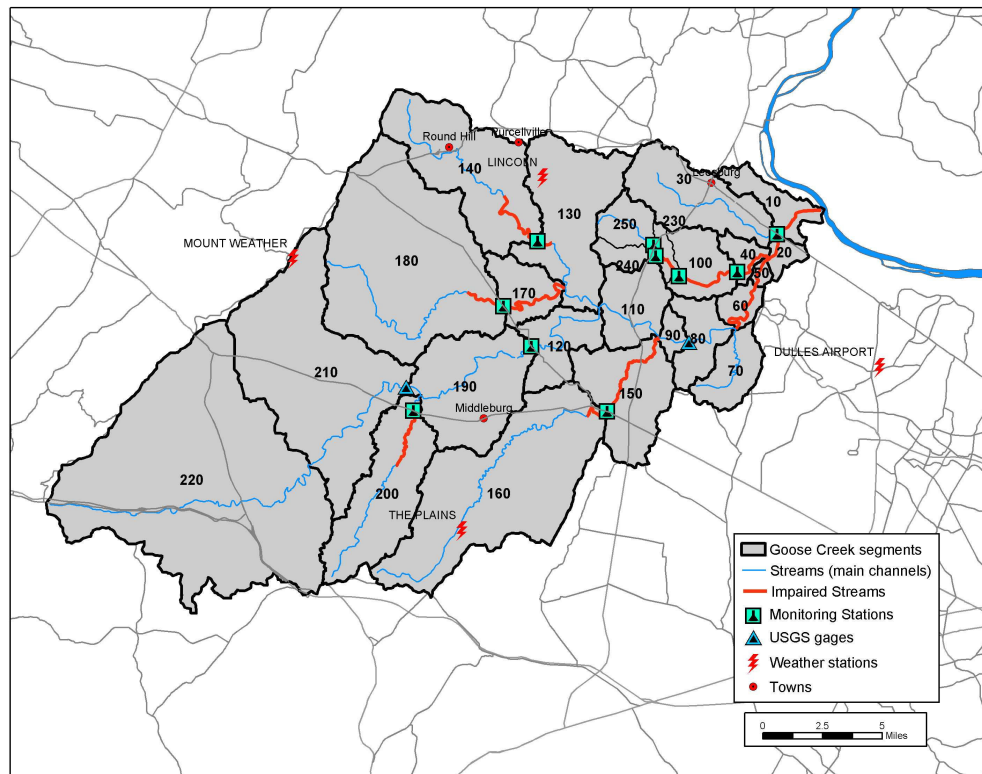 Round Hill
Purcellville
LINCOLN
140
30
Leesburg
10
130
250
230
MOUNT WEATHER
180
240
100
40
20
50
170
60
110
90
80
120
DULLES AIRPORT
70
210
190
150
Middleburg
220
200
160
THE PLAINS
Goose Creek segments
Streams (main channels)
Impaired Streams
Monitoring Stations
USGS gages
Weather stations
Towns
0 2.5 5
Miles